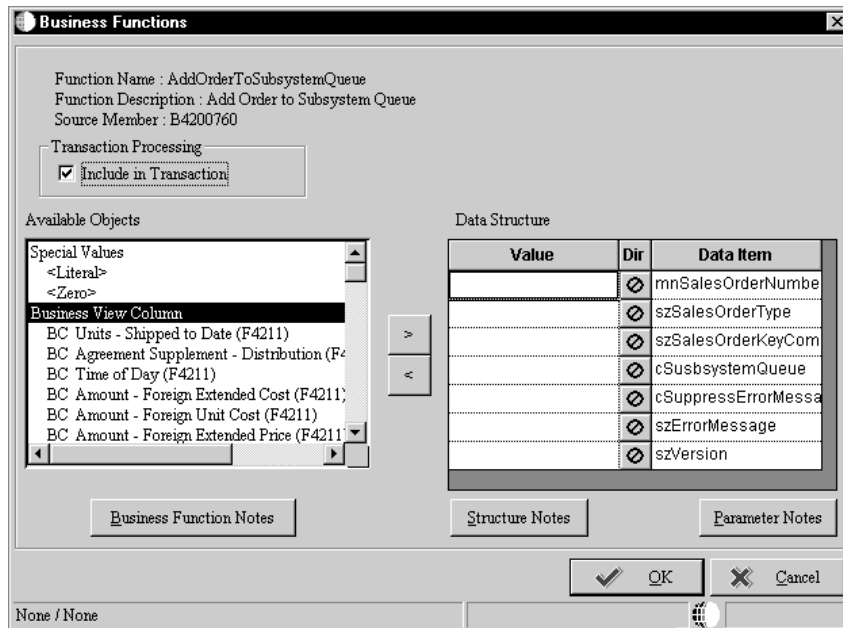 Business Functions
Function Name : AddOrderToSubsystemQueue
Function Description : Add Order to Subsystem Queue
Source Member : B4200760
Transaction Processing
Include in Transaction
Available Objects
Special Values
<Literal>
<Zero>
Business View Column
BC Units - Shipped to Date (F4211)
BC Agreement Supplement - Distribution (F4
BC Time of Day (F4211)
BC Amount - Foreign Extended Cost (F4211)
BC Amount - Foreign Unit Cost (F4211)
BC Amount - Foreign Extended Price (F4211
>
<
Data Structure
Value Dir Data Item
mnSalesOrderNumbe
szSalesOrderType
szSalesOrderKeyCom
cSusbsystemQueue
cSuppressErrorMessa
szErrorMessage
szVersion
Business Function Notes
Structure Notes
Parameter Notes
OK
Cancel
None / None